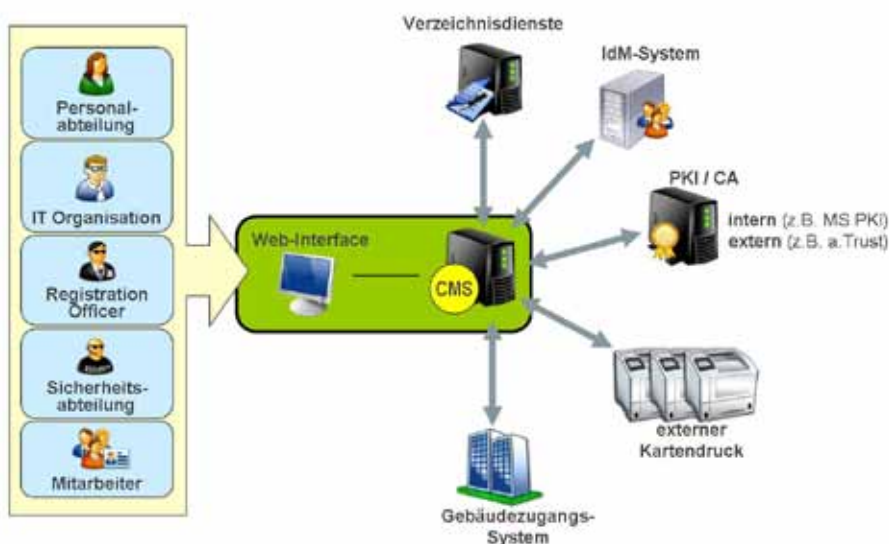 Personal-
abteilung
IT Organisation
Registration
Officer
Sicherheits-
abteilung
Mitarbeiter
Web-Interface
CMS
Verzeichnisdienste
IdM-System
PKI / CA
intern (z.B. MS PKi)
extern (z.B. a.Trust)
externer
Kartendruck
Gebäudezugangs-
System